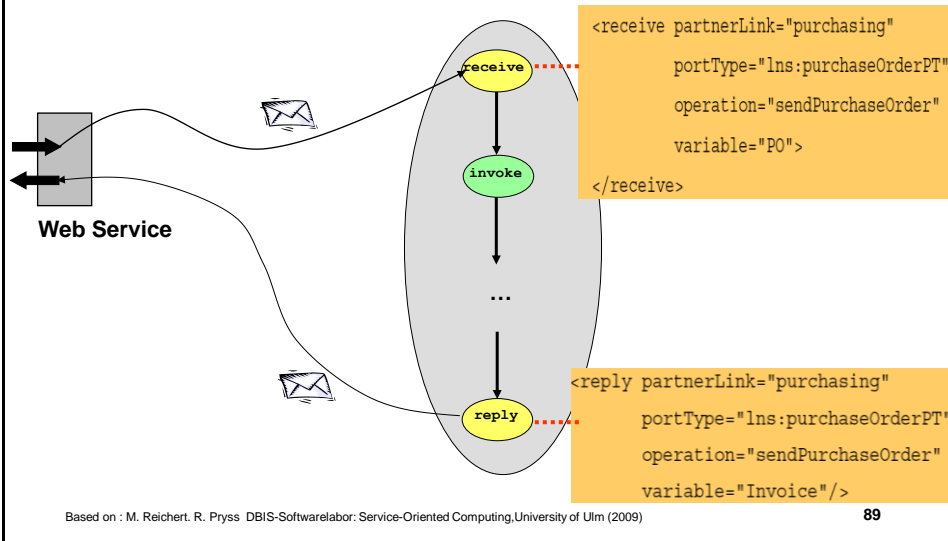 <receive partnerLink="purchasing"
portType="lns:purchaseOrderPT"
operation="sendPurchaseOrder"
variable="PO">
</receive>
receive
invoke
Web Service
...
reply
<reply partnerLink="purchasing"
portType="lns:purchaseOrderPT"
operation="sendPurchaseOrder"
variable="Invoice"/>
Based on : M. Reichert. R. Pryss DBIS-Softwarelabor: Service-Oriented Computing,University of Ulm (2009)
89